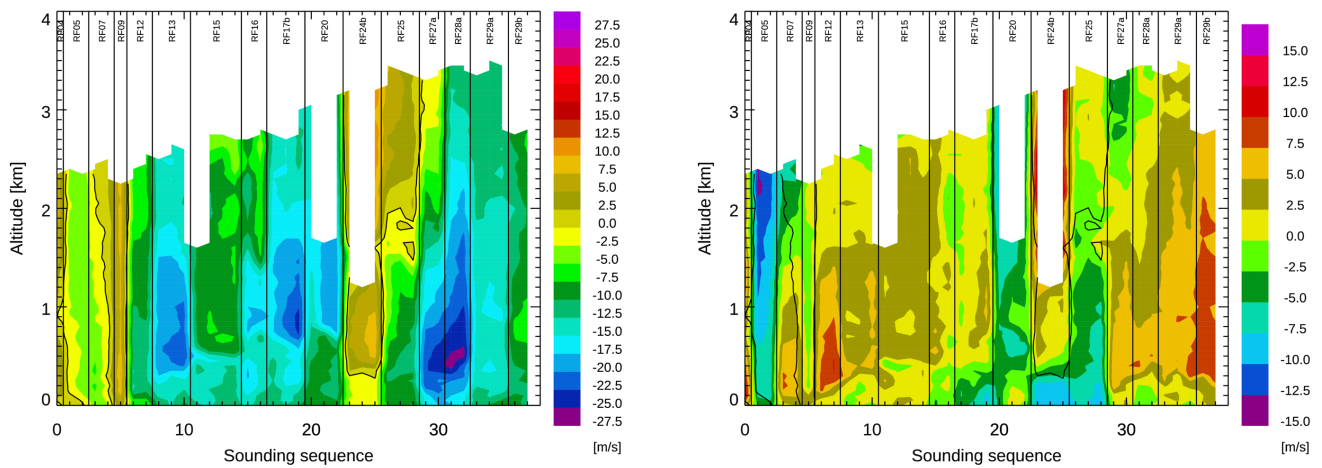 4
3
2
1
0
Altitude [km]
0
10
20
30
Sounding sequence
RF04
RF05
RF07
RF09
RF12
RF13
RF15
RF16
RF17b
RF20
RF24b
RF25
RF27a
RF28a
RF29a
RF29b
27.5
25.0
22.5
20.0
17.5
15.0
12.5
10.0
7.5
5.0
2.5
0.0
-2.5
-5.0
-7.5
-10.0
-12.5
-15.0
-17.5
-20.0
-22.5
-25.0
-27.5
[m/s]
4
3
2
1
0
Altitude [km]
0
10
20
30
Sounding sequence
RF04
RF05
RF07
RF09
RF12
RF13
RF15
RF16
RF17b
RF20
RF24b
RF25
RF27a
RF28a
RF29a
RF29b
15.0
12.5
10.0
7.5
5.0
2.5
0.0
-2.5
-5.0
-7.5
-10.0
-12.5
-15.0
[m/s]